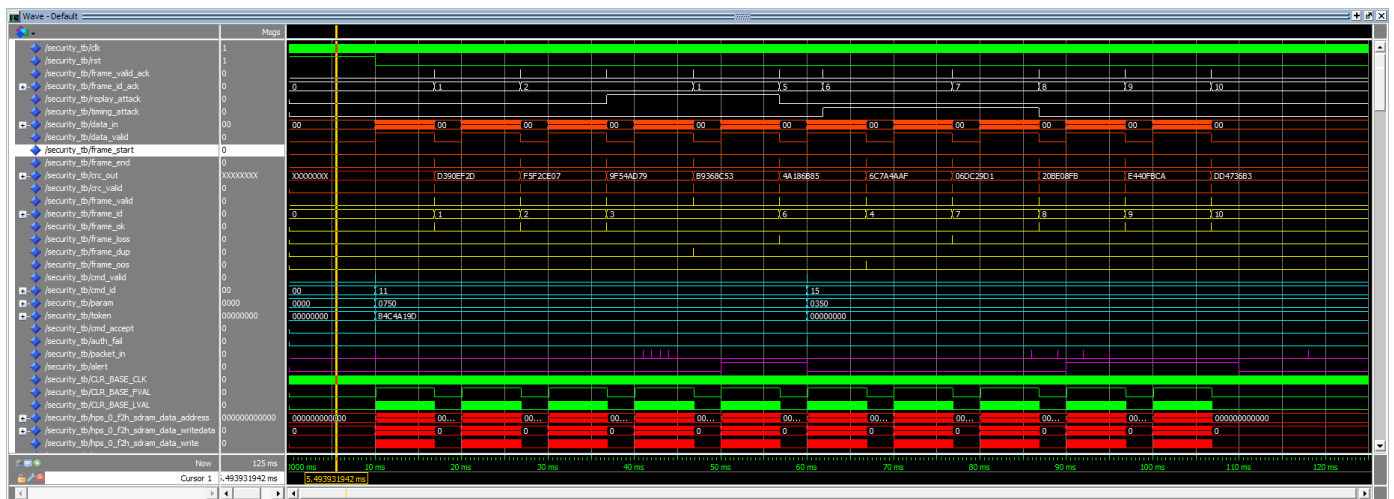 Wave - Default
Msgs
/security_tb/clk 1
/security_tb/rst 1
/security_tb/frame_valid_ack 0
/security_tb/frame_id_ack 0 0 1 2 1 5 6 7 8 9 10
/security_tb/replay_attack 0
/security_tb/timing_attack 0
/security_tb/data_in 00 00 00 00 00 00 00 00 00 00 00 00
/security_tb/data_valid 0
/security_tb/frame_start 0
/security_tb/frame_end 0
/security_tb/crc_out XXXXXXXX XXXXXXXX D390EF2D F5F2CE07 9F54AD79 B9368C53 4A186B85 6C7A4AAF 06DC29D1 20BE08FB E440FBCA DD4736B3
/security_tb/crc_valid 0
/security_tb/frame_valid 0
/security_tb/frame_id 0 0 1 2 3 6 4 7 8 9 10
/security_tb/frame_ok 0
/security_tb/frame_loss 0
/security_tb/frame_dup 0
/security_tb/frame_oos 0
/security_tb/cmd_valid 0
/security_tb/cmd_id 00 00 11 15
/security_tb/param 0000 0000 0750 0350
/security_tb/token 00000000 00000000 B4C4A19D 00000000
/security_tb/cmd_accept 0
/security_tb/auth_fail 0
/security_tb/packet_in 0
/security_tb/alert 0
/security_tb/CLR_BASE_CLK 0
/security_tb/CLR_BASE_FVAL 0
/security_tb/CLR_BASE_LVAL 0
/security_tb/hps_0_f2h_sdram_data_address 000000000000 000000000000 00... 00... 00... 00... 00... 00... 00... 00... 00... 000000000000
/security_tb/hps_0_f2h_sdram_data_writedata 0 0 0 0 0 0 0 0 0 0 0 0
/security_tb/hps_0_f2h_sdram_data_write 0
Now 125 ms 10 ms 20 ms 30 ms 40 ms 50 ms 60 ms 70 ms 80 ms 90 ms 100 ms 110 ms 120 ms
Cursor 1 5.493931942 ms